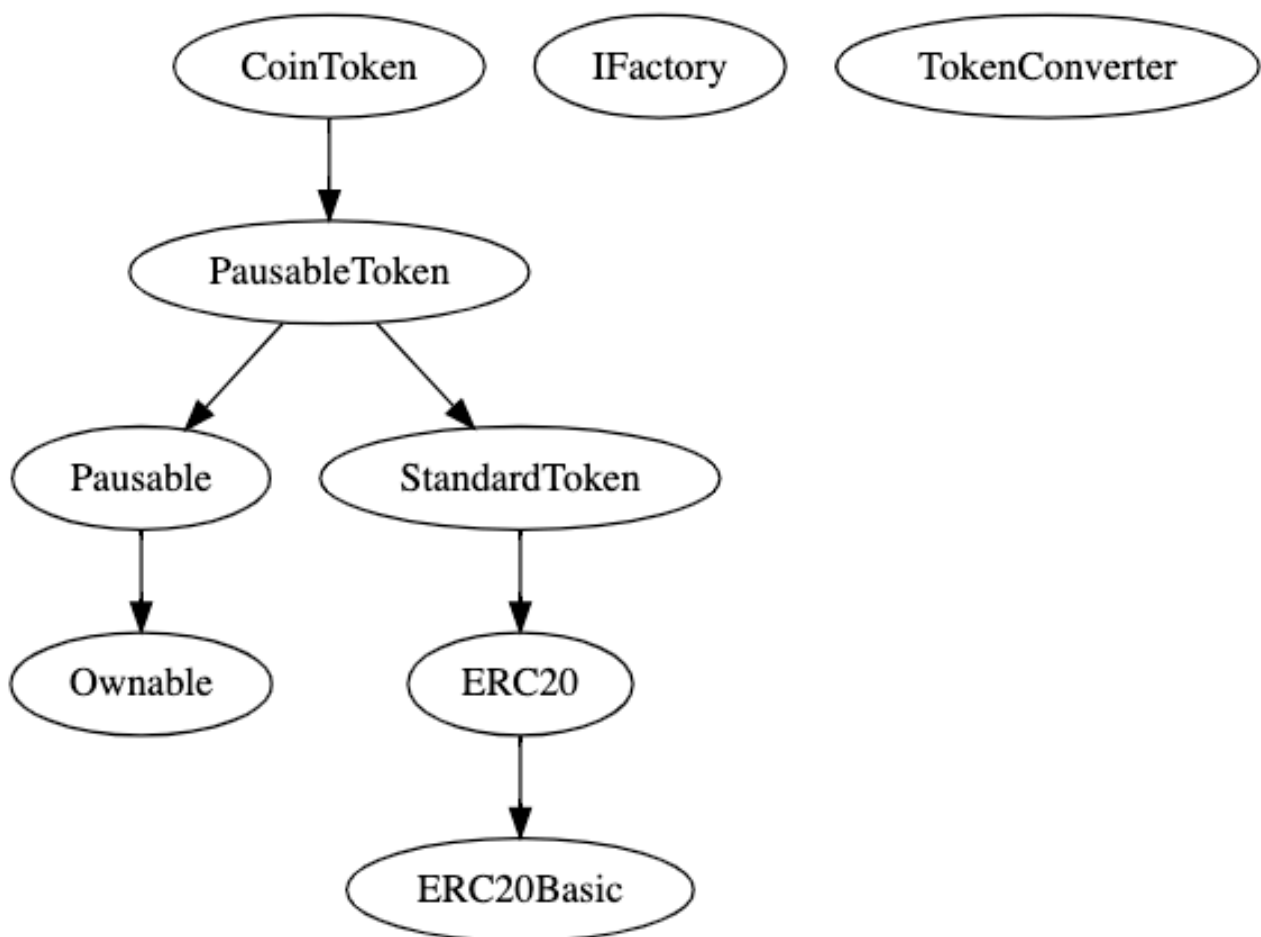 CoinToken IFactory TokenConverter
PausableToken
Pausable StandardToken
Ownable ERC20
ERC20Basic